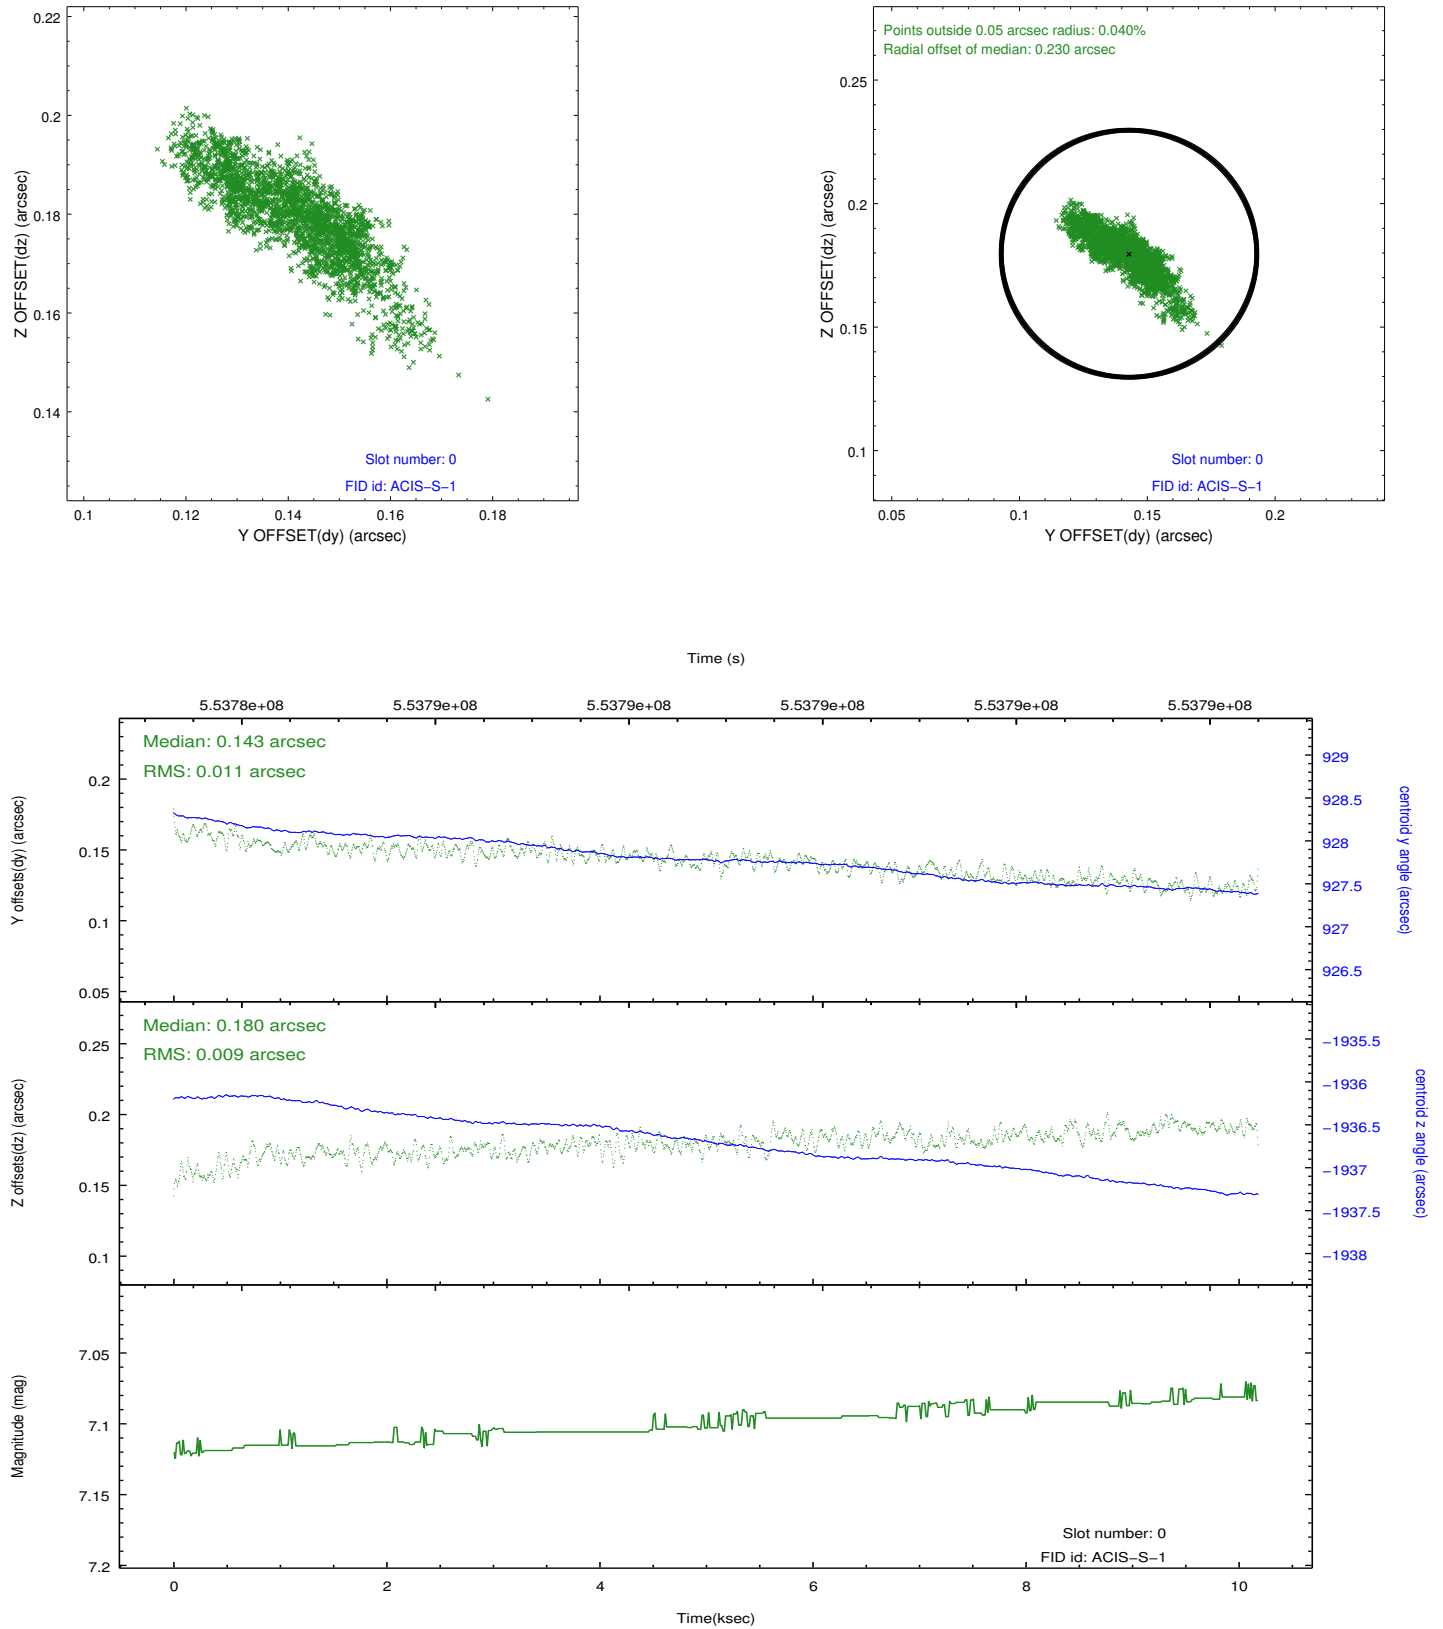 0.22
0.2
0.18
0.16
0.14
Z OFFSET(dz) (arcsec)
Slot number: 0
FID id: ACIS−S−1
0.1 0.12 0.14 0.16 0.18
Y OFFSET(dy) (arcsec)
Points outside 0.05 arcsec radius: 0.040%
Radial offset of median: 0.230 arcsec
0.25
0.2
0.15
0.1
Z OFFSET(dz) (arcsec)
Slot number: 0
FID id: ACIS−S−1
0.05 0.1 0.15 0.2
Y OFFSET(dy) (arcsec)
Time (s)
5.5378e+08 5.5379e+08 5.5379e+08 5.5379e+08 5.5379e+08 5.5379e+08
Median: 0.143 arcsec
RMS: 0.011 arcsec
0.2
0.15
0.1
0.05
Y offsets(dy) (arcsec)
929
928.5
928
927.5
927
926.5
centroid y angle (arcsec)
Median: 0.180 arcsec
RMS: 0.009 arcsec
0.25
0.2
0.15
0.1
Z offsets(dz) (arcsec)
−1935.5
−1936
−1936.5
−1937
−1937.5
−1938
centroid z angle (arcsec)
7.05
7.1
7.15
7.2
Magnitude (mag)
Slot number: 0
FID id: ACIS−S−1
0 2 4 6 8 10
Time(ksec)